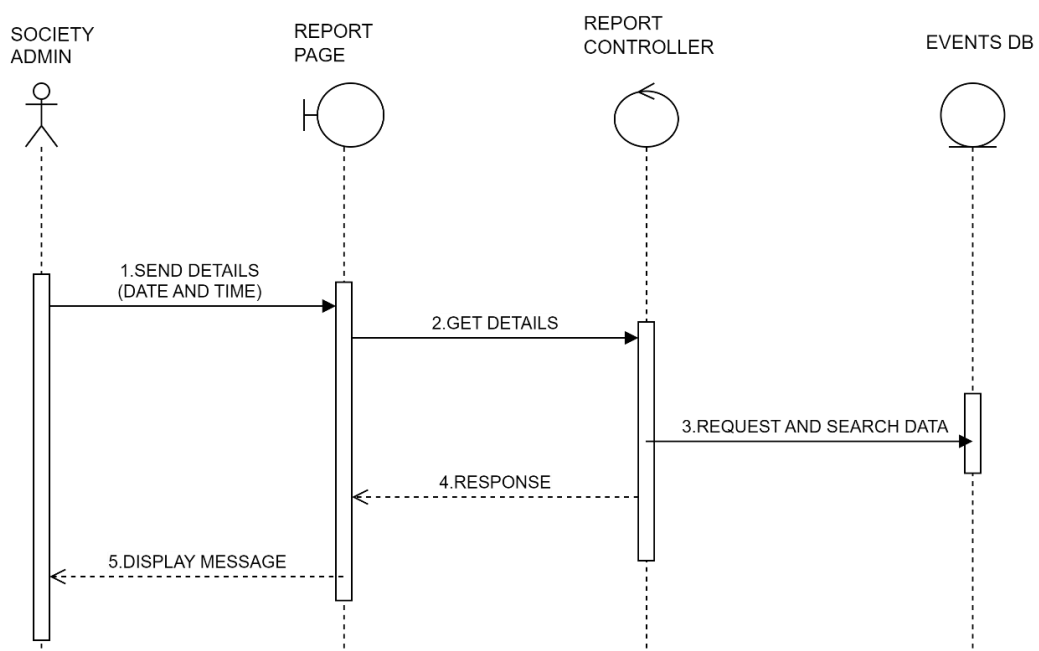 SOCIETY
ADMIN
REPORT
PAGE
REPORT
CONTROLLER
EVENTS DB
1.SEND DETAILS
(DATE AND TIME)
2.GET DETAILS
3.REQUEST AND SEARCH DATA
4.RESPONSE
5.DISPLAY MESSAGE